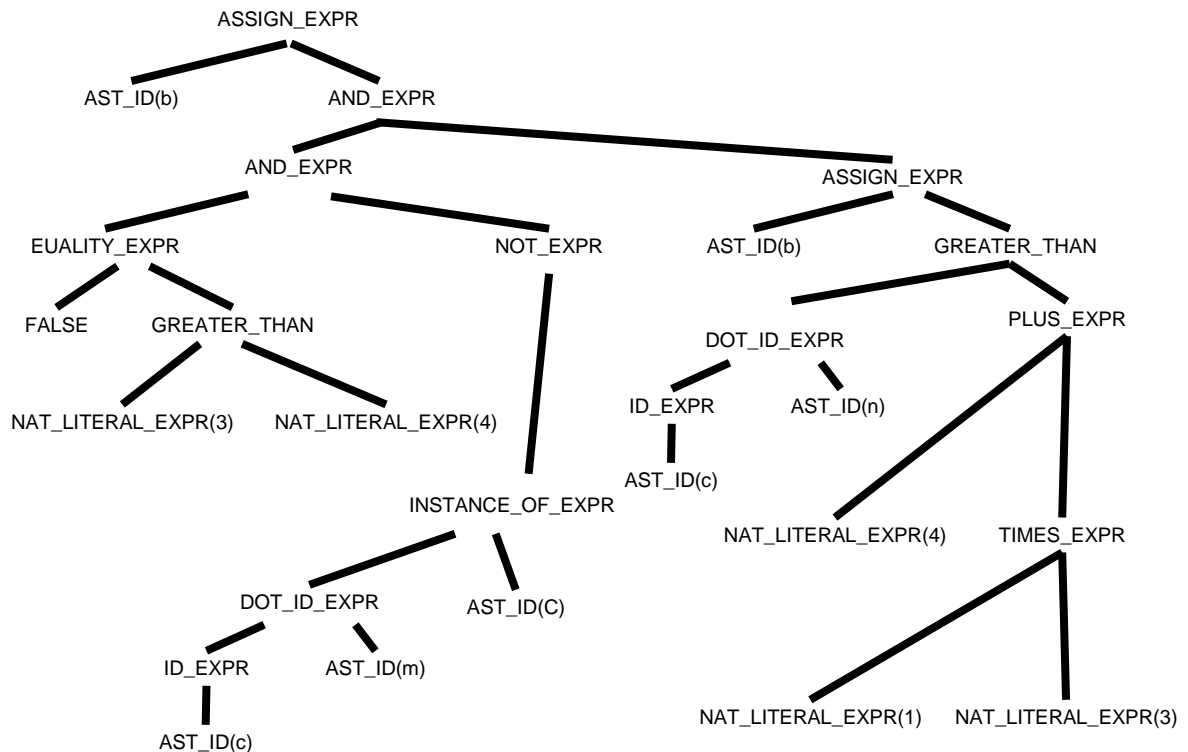 ASSIGN_EXPR
AST_ID(b) AND_EXPR
AND_EXPR ASSIGN_EXPR
EUALITY_EXPR NOT_EXPR AST_ID(b) GREATER_THAN
FALSE GREATER_THAN DOT_ID_EXPR PLUS_EXPR
NAT_LITERAL_EXPR(3) NAT_LITERAL_EXPR(4) ID_EXPR AST_ID(n)
AST_ID(c)
INSTANCE_OF_EXPR NAT_LITERAL_EXPR(4) TIMES_EXPR
DOT_ID_EXPR AST_ID(C)
ID_EXPR AST_ID(m)
AST_ID(c) NAT_LITERAL_EXPR(1) NAT_LITERAL_EXPR(3)